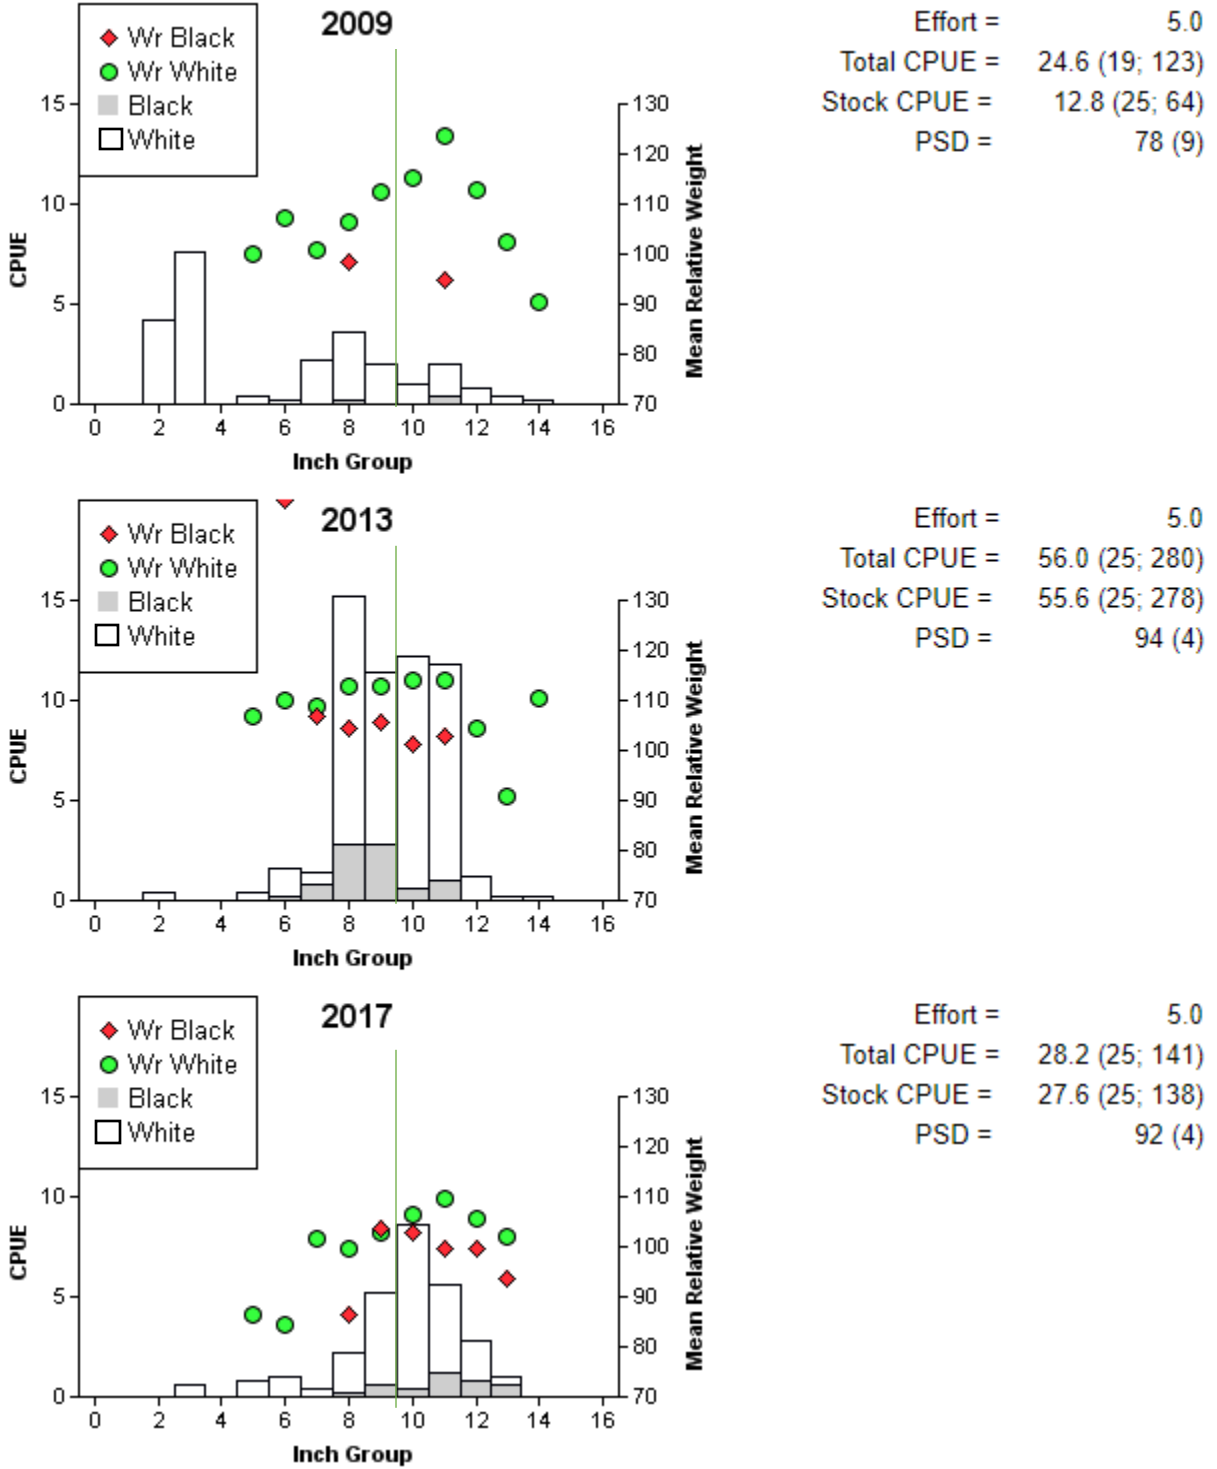 2009
Wr Black
Wr White
Black
White
15
10
5
0
CPUE
130
120
110
100
90
80
70
Mean Relative Weight
0 2 4 6 8 10 12 14 16
Inch Group
Effort = 5.0
Total CPUE = 24.6 (19; 123)
Stock CPUE = 12.8 (25; 64)
PSD = 78 (9)
2013
Wr Black
Wr White
Black
White
15
10
5
0
CPUE
130
120
110
100
90
80
70
Mean Relative Weight
0 2 4 6 8 10 12 14 16
Inch Group
Effort = 5.0
Total CPUE = 56.0 (25; 280)
Stock CPUE = 55.6 (25; 278)
PSD = 94 (4)
2017
Wr Black
Wr White
Black
White
15
10
5
0
CPUE
130
120
110
100
90
80
70
Mean Relative Weight
0 2 4 6 8 10 12 14 16
Inch Group
Effort = 5.0
Total CPUE = 28.2 (25; 141)
Stock CPUE = 27.6 (25; 138)
PSD = 92 (4)